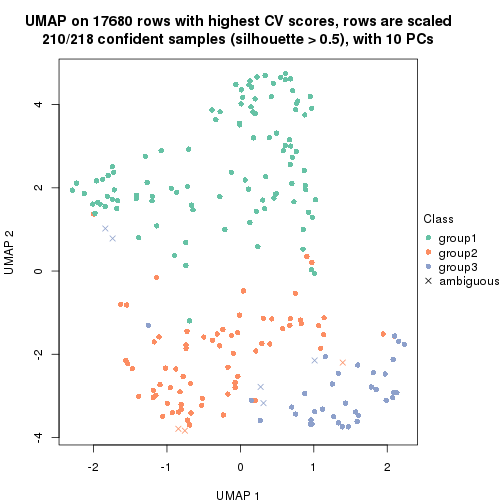 UMAP on 17680 rows with highest CV scores, rows are scaled
210/218 confident samples (silhouette > 0.5), with 10 PCs
4
2
0
-2
-4
UMAP 2
-2
-1
0
1
2
UMAP 1
Class
group1
group2
group3
ambiguous